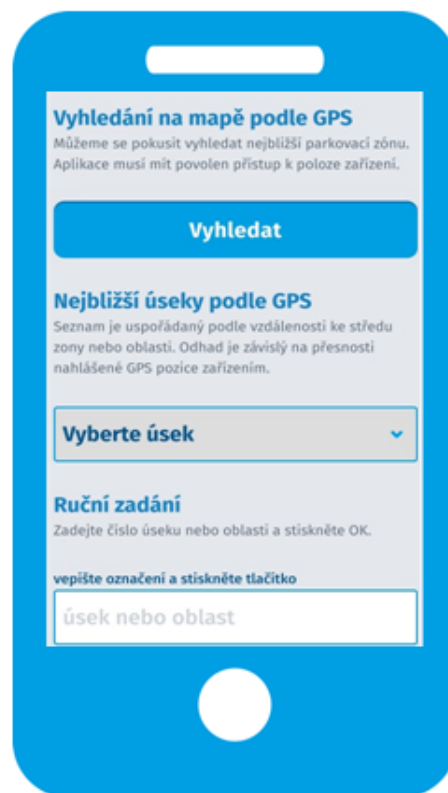 Vyhledání na mapě podle GPS
Můžeme se pokusit vyhledat nejbližší parkovací zónu.
Aplikace musí mít povolen přístup k poloze zařízení.
Vyhledat
Nejbližší úseky podle GPS
Seznam je uspořádaný podle vzdálenosti ke středu
zony nebo oblasti. Odhad je závislý na přesnosti
nahlášené GPS pozice zařízením.
Vyberte úsek
Ruční zadání
Zadejte číslo úseku nebo oblasti a stiskněte OK.
vepište označení a stiskněte tlačítko
úsek nebo oblast